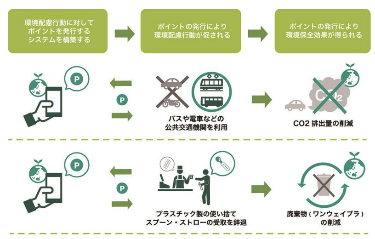 環境配慮行動に対して
ポイントを発行する
システムを構築する
ポイントの発行により
環境配慮行動が促される
ポイントの発行により
環境保全効果が得られる
P
P
CO2
バスや電車などの
公共交通機関を利用
CO2 排出量の削減
P
P
プラスチック製の使い捨て
スプーン・ストローの受取を辞退
廃棄物(ワンウェイプラ)
の削減